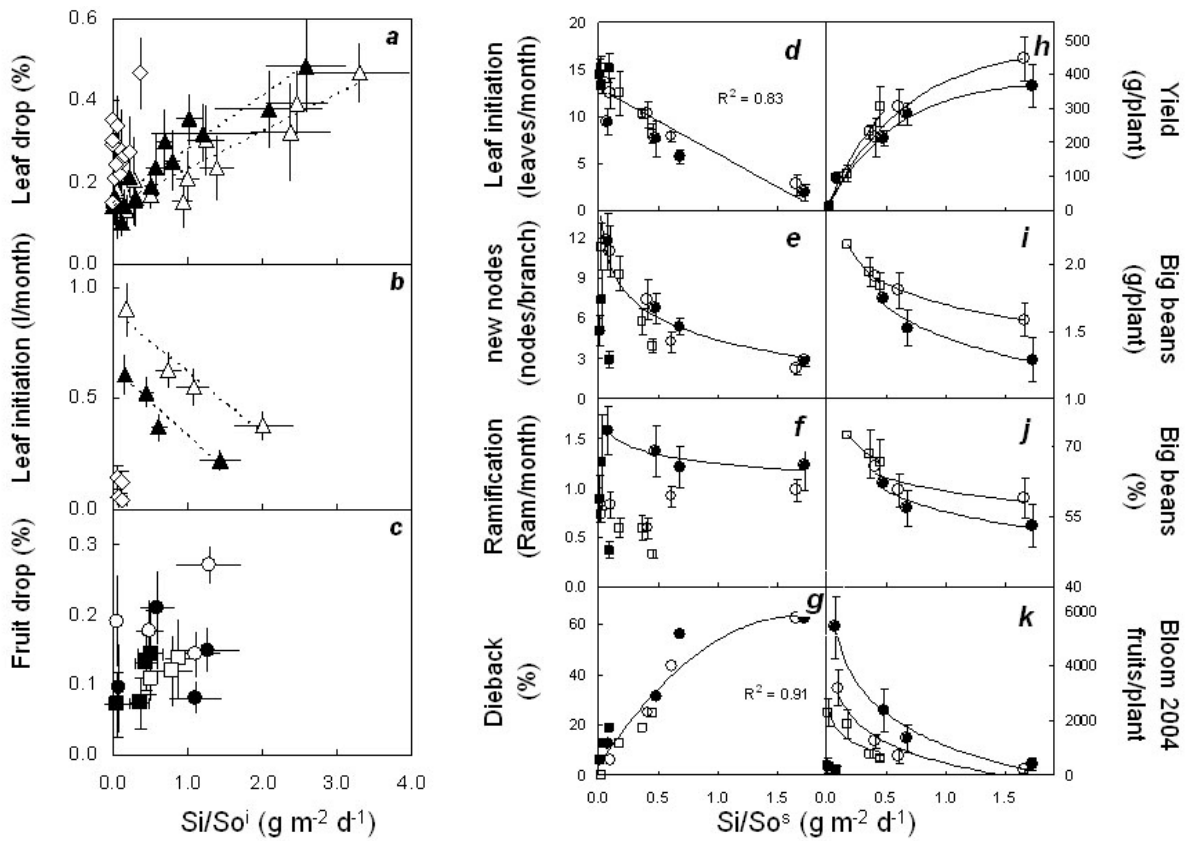 a
0.6
0.4
0.2
0.0
Leaf drop (%)
b
1.0
0.5
0.0
Leaf initiation (l/month)
c
0.3
0.2
0.1
0.0
Fruit drop (%)
0.0 1.0 2.0 3.0 4.0
Si/Soⁱ (g m⁻² d⁻¹)
d
20
15
10
5
0
Leaf initiation
(leaves/month)
R² = 0.83
e
12
9
6
3
0
new nodes
(nodes/branch)
f
1.5
1.0
0.5
0.0
Ramification
(Ram/month)
g
60
40
20
0
Dieback
(%)
R² = 0.91
h
500
400
300
200
100
0
Yield
(g/plant)
i
2.0
1.5
1.0
Big beans
(g/plant)
j
70
55
40
Big beans
(%)
k
6000
4000
2000
0
Bloom 2004
fruits/plant
0.0 0.5 1.0 1.5 0.0 0.5 1.0 1.5
Si/Soˢ (g m⁻² d⁻¹)